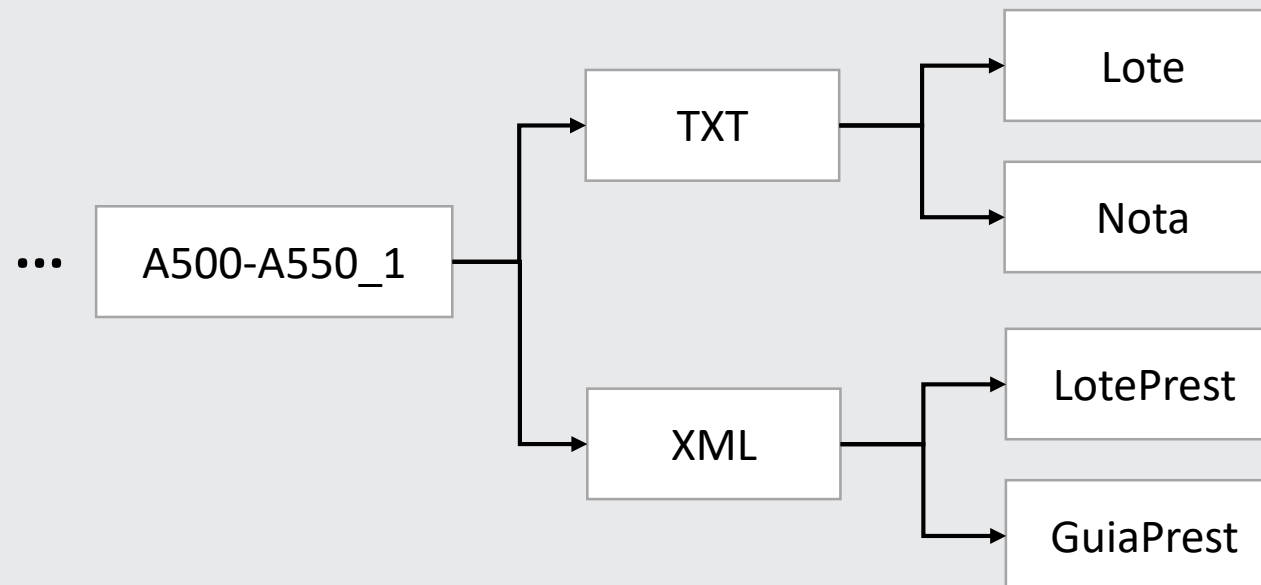 Lote
TXT
Nota
... A500-A550_1
LotePrest
XML
GuiaPrest